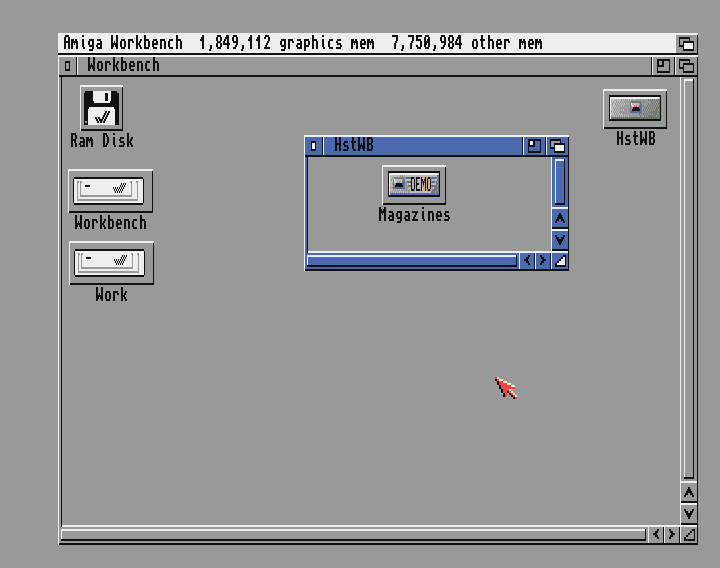 Amiga Workbench 1,849,112 graphics mem 7,750,984 other mem
Workbench
Ram Disk
HstWB
HstWB
DEMO
Magazines
Workbench
Work